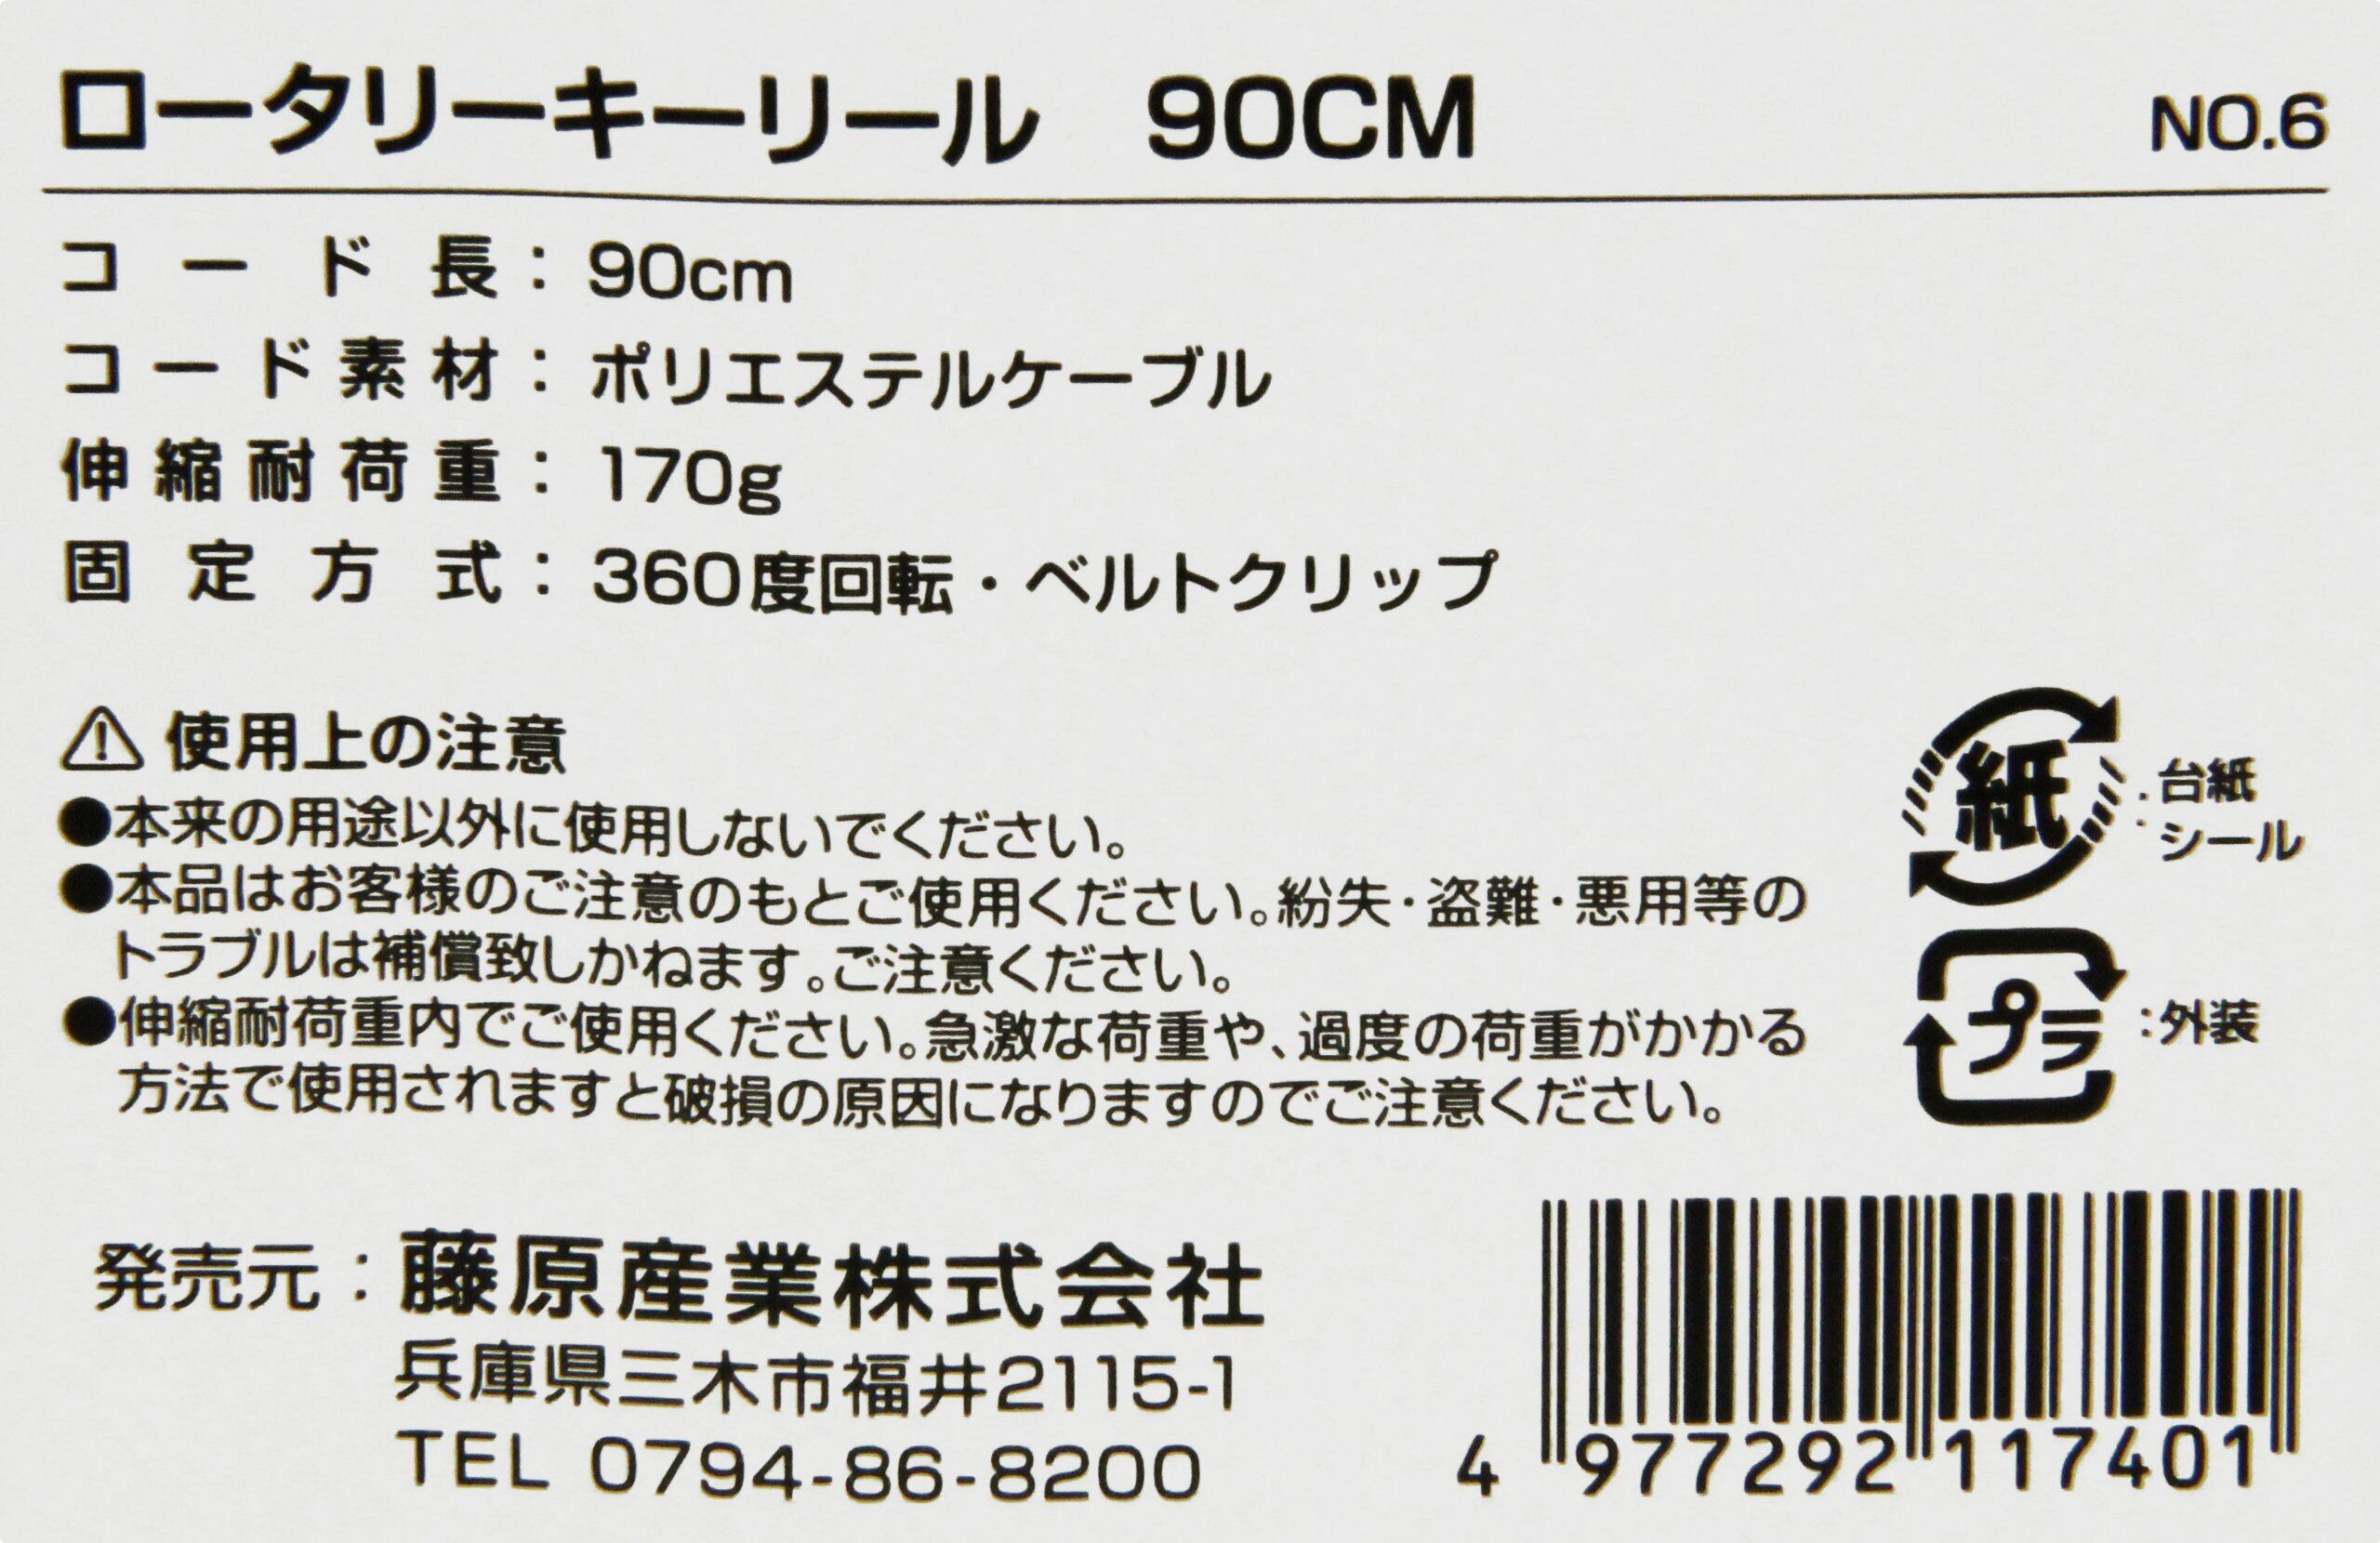 ロータリーキーリール 90CM NO.6
コード長：90cm
コード素材：ポリエステルケーブル
伸縮耐荷重：170g
固定方式：360度回転・ベルトクリップ
⚠使用上の注意
●本来の用途以外に使用しないでください。
●本品はお客様のご注意のもとご使用ください。紛失・盗難・悪用等の
トラブルは補償致しかねます。ご注意ください。
●伸縮耐荷重内でご使用ください。急激な荷重や、過度の荷重がかかる
方法で使用されますと破損の原因になりますのでご注意ください。
紙：台紙
：シール
プラ：外装
発売元：藤原産業株式会社
兵庫県三木市福井2115-1
TEL 0794-86-8200
4 977292 117401